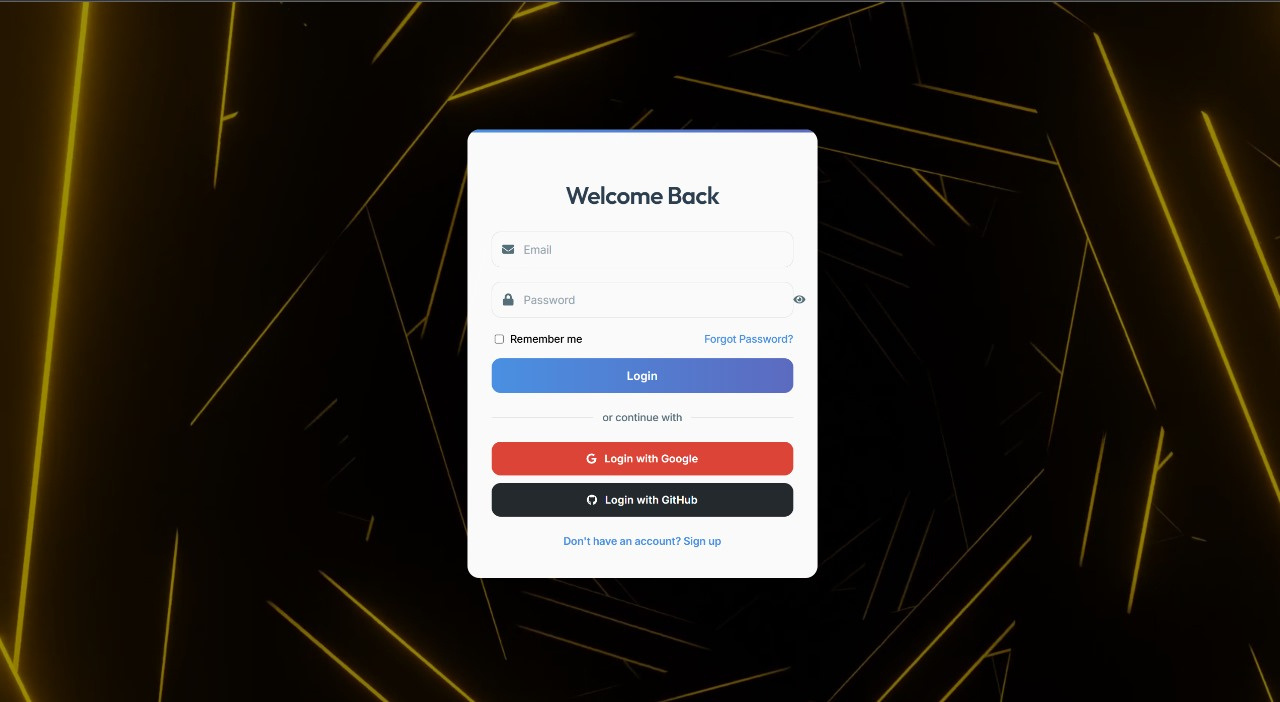 Welcome Back
Email
Password
Remember me
Forgot Password?
Login
or continue with
Login with Google
Login with GitHub
Don't have an account? Sign up